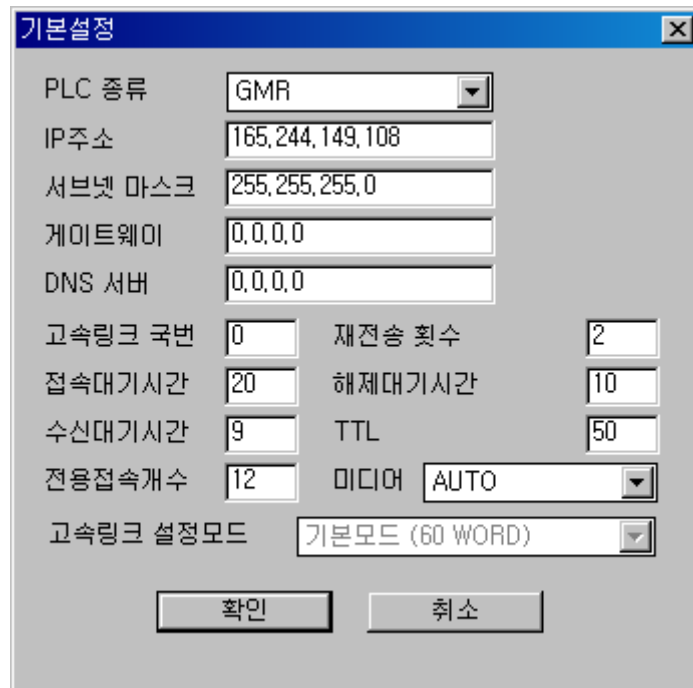 기본설정
PLC 종류 GMR
IP주소 165,244,149,108
서브넷 마스크 255,255,255,0
게이트웨이 0,0,0,0
DNS 서버 0,0,0,0
고속링크 국번 0 재전송 횟수 2
접속대기시간 20 해제대기시간 10
수신대기시간 9 TTL 50
전용접속개수 12 미디어 AUTO
고속링크 설정모드 기본모드 (60 WORD)
확인 취소